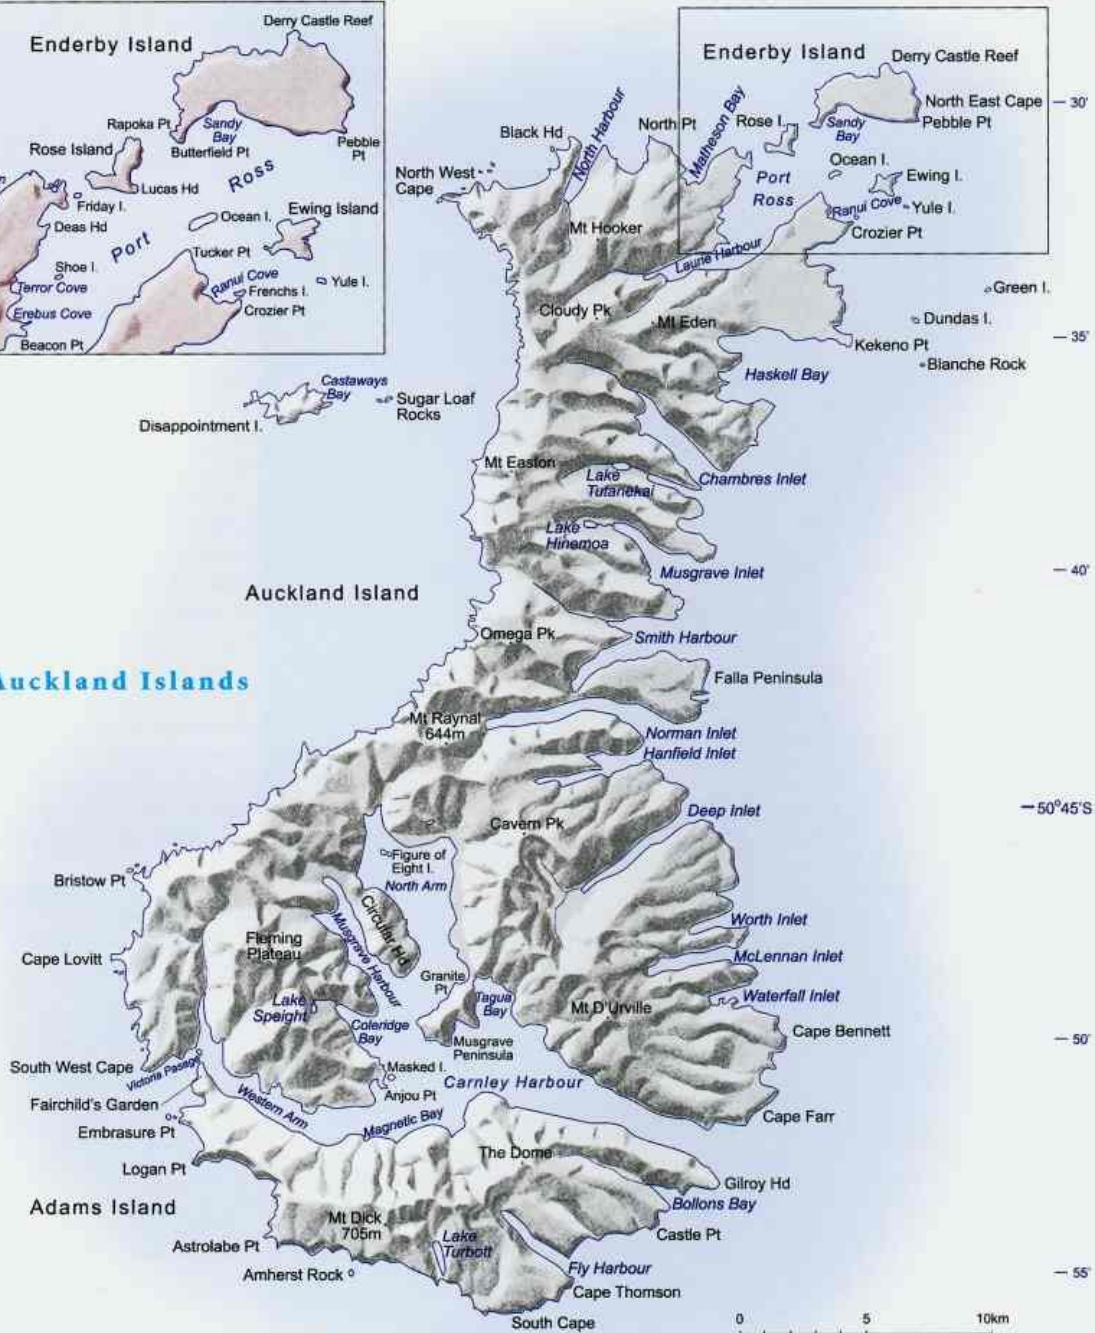 Derry Castle Reef
Enderby Island
Rapoka Pt
Sandy
Bay
Butterfield Pt
Pebble
Pt
Rose Island
Lucas Hd
Ross
Friday I.
Deas Hd
Ocean I.
Ewing Island
Port
Tucker Pt
Shoe I.
Ranui Cove
Yule I.
Terror Cove
Frenchs I.
Erebus Cove
Crozier Pt
Beacon Pt
Enderby Island
Derry Castle Reef
30'
North East Cape
Pebble Pt
Sandy
Bay
Rose I.
Matheson Bay
North Pt
North Harbour
Black Hd
North West
Cape
Ocean I.
Port
Ross
Ewing I.
Ranui Cove
Yule I.
Crozier Pt
Mt Hooker
Laurie Harbour
Green I.
Cloudy Pk
Mt Eden
Dundas I.
35'
Kekeno Pt
Blanche Rock
Haskell Bay
Castaways
Bay
Sugar Loaf
Rocks
Disappointment I.
Mt Easton
Lake
Tutanekai
Chambres Inlet
Lake
Hinemoa
Musgrave Inlet
40'
Auckland Island
Omega Pk
Smith Harbour
Auckland Islands
Falla Peninsula
Mt Raynal
644m
Norman Inlet
Hanfield Inlet
Deep Inlet
50°45'S
Cavern Pk
Figure of
Eight I.
North Arm
Bristow Pt
Circular Hd
Musgrave Harbour
Worth Inlet
Fleming
Plateau
McLennan Inlet
Cape Lovitt
Granite
Pt
Waterfall Inlet
Lake
Speight
Tagua
Bay
Mt D'Urville
Coleridge
Bay
Cape Bennett
50'
Musgrave
Peninsula
South West Cape
Victoria Pasage
Masked I.
Carnley Harbour
Anjou Pt
Fairchild's Garden
Western Arm
Magnetic Bay
Cape Farr
Embrasure Pt
The Dome
Logan Pt
Gilroy Hd
Bollons Bay
Adams Island
Mt Dick
705m
Castle Pt
Astrolabe Pt
Lake
Turbott
Fly Harbour
Amherst Rock
55'
Cape Thomson
South Cape
0 5 10km